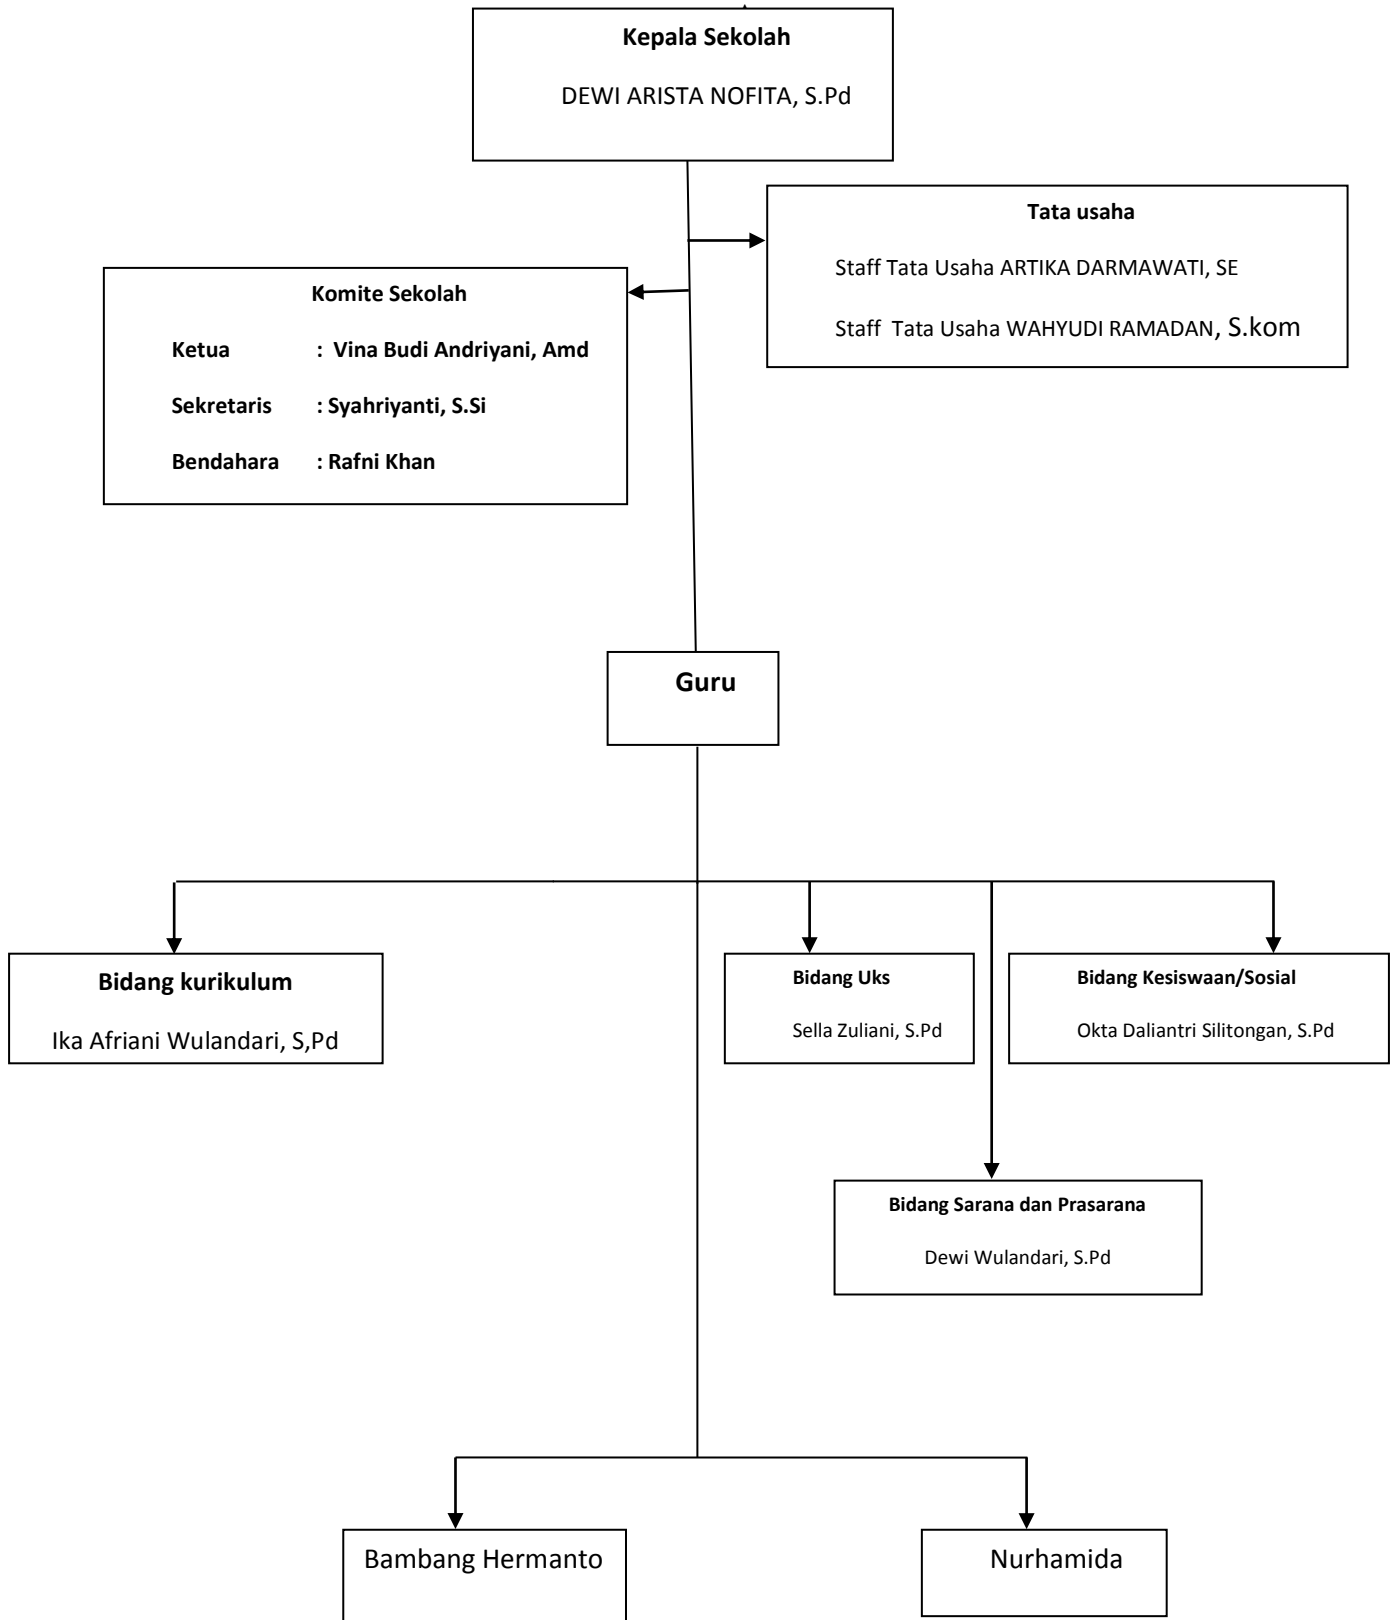 Kepala Sekolah
DEWI ARISTA NOFITA, S.Pd
Tata usaha
Staff Tata Usaha ARTIKA DARMAWATI, SE
Staff Tata Usaha WAHYUDI RAMADAN, S.kom
Komite Sekolah
Ketua : Vina Budi Andriyani, Amd
Sekretaris : Syahriyanti, S.Si
Bendahara : Rafni Khan
Guru
Bidang kurikulum
Ika Afriani Wulandari, S,Pd
Bidang Uks
Sella Zuliani, S.Pd
Bidang Kesiswaan/Sosial
Okta Daliantri Silitongan, S.Pd
Bidang Sarana dan Prasarana
Dewi Wulandari, S.Pd
Bambang Hermanto
Nurhamida